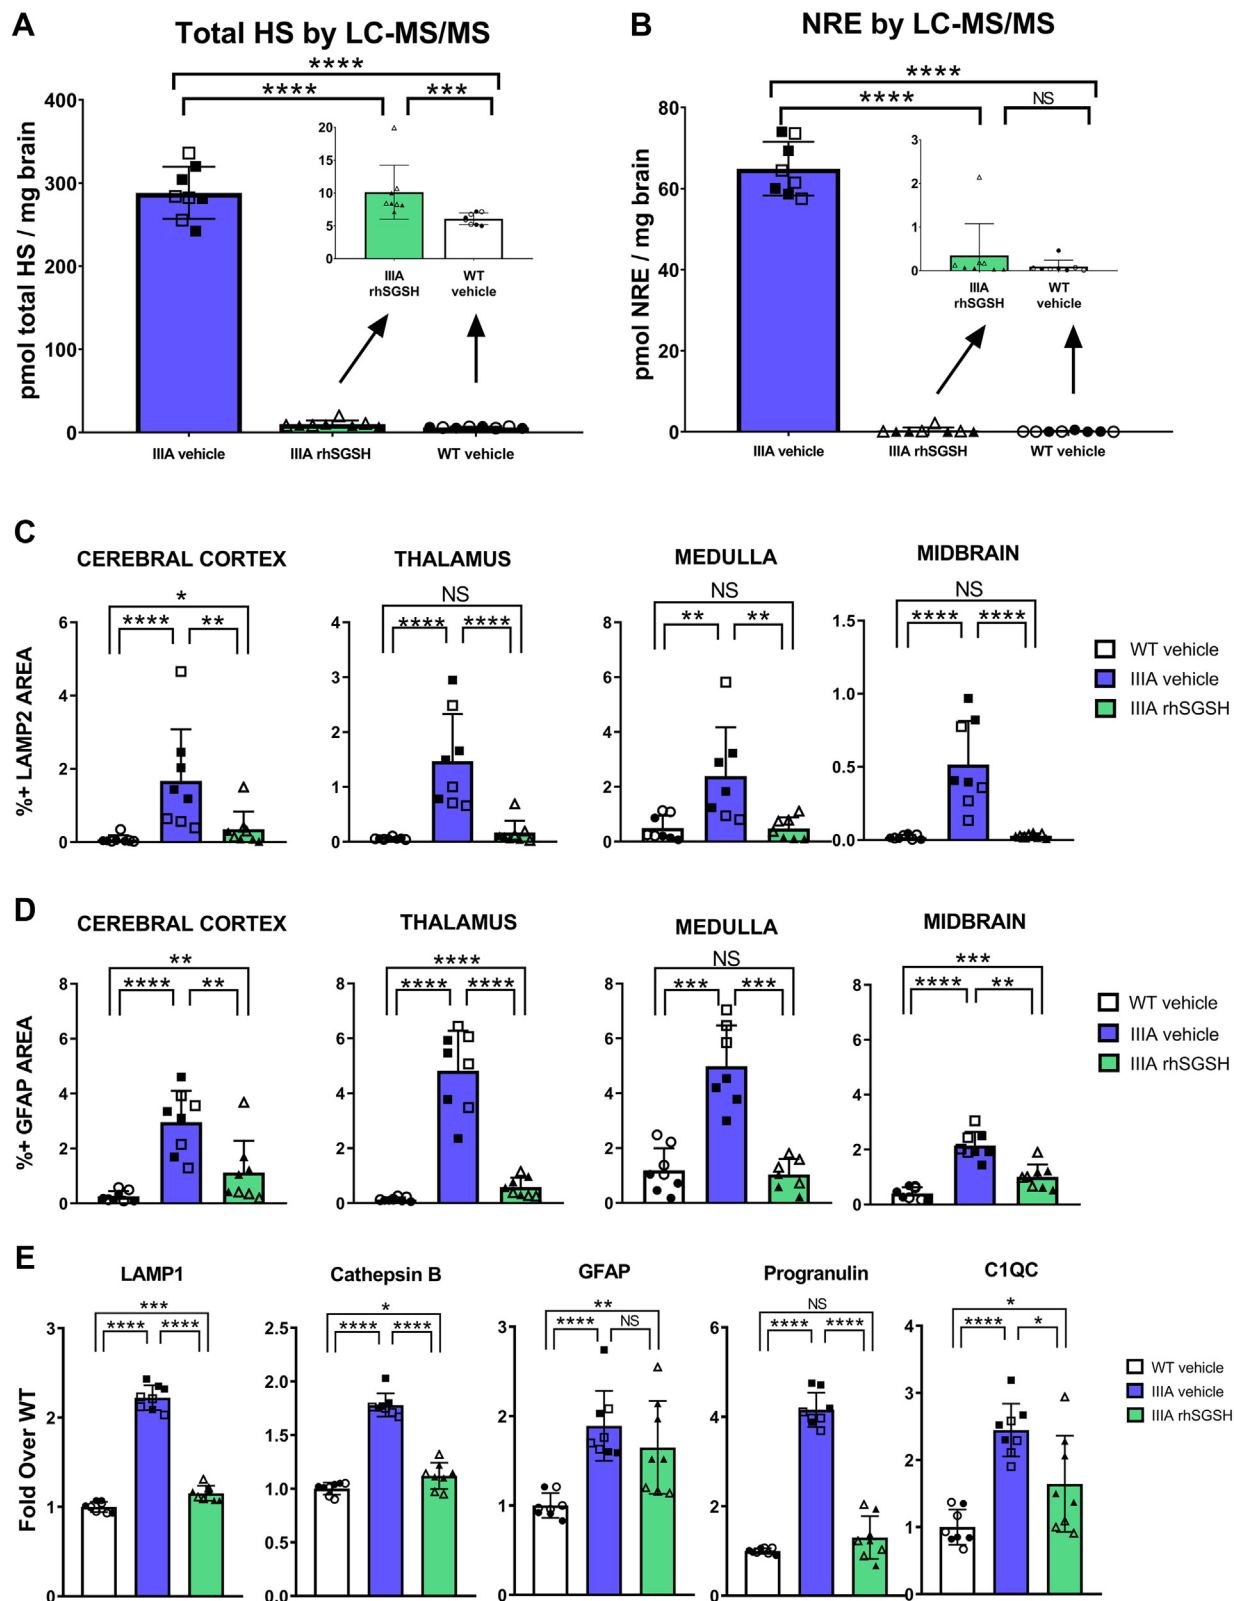 A
Total HS by LC-MS/MS
****
****
***
pmol total HS / mg brain
400
300
200
100
0
20
15
10
5
0
IIIA
rhSGSH
WT
vehicle
IIIA vehicle
IIIA rhSGSH
WT vehicle
B
NRE by LC-MS/MS
****
****
NS
pmol NRE / mg brain
80
60
40
20
0
3
2
1
0
IIIA
rhSGSH
WT
vehicle
IIIA vehicle
IIIA rhSGSH
WT vehicle
C
%+ LAMP2 AREA
CEREBRAL CORTEX
*
**** **
6
4
2
0
THALAMUS
NS
**** ****
4
3
2
1
0
MEDULLA
NS
** **
8
6
4
2
0
MIDBRAIN
NS
**** ****
1.5
1.0
0.5
0.0
WT vehicle
IIIA vehicle
IIIA rhSGSH
D
%+ GFAP AREA
CEREBRAL CORTEX
**
**** **
8
6
4
2
0
THALAMUS
****
**** ****
8
6
4
2
0
MEDULLA
NS
*** ***
8
6
4
2
0
MIDBRAIN
***
**** **
8
6
4
2
0
WT vehicle
IIIA vehicle
IIIA rhSGSH
E
Fold Over WT
LAMP1
***
**** ****
3
2
1
0
Cathepsin B
*
**** ****
2.5
2.0
1.5
1.0
0.5
0.0
GFAP
**
**** NS
3
2
1
0
Progranulin
NS
**** ****
6
4
2
0
C1QC
*
**** *
4
3
2
1
0
WT vehicle
IIIA vehicle
IIIA rhSGSH